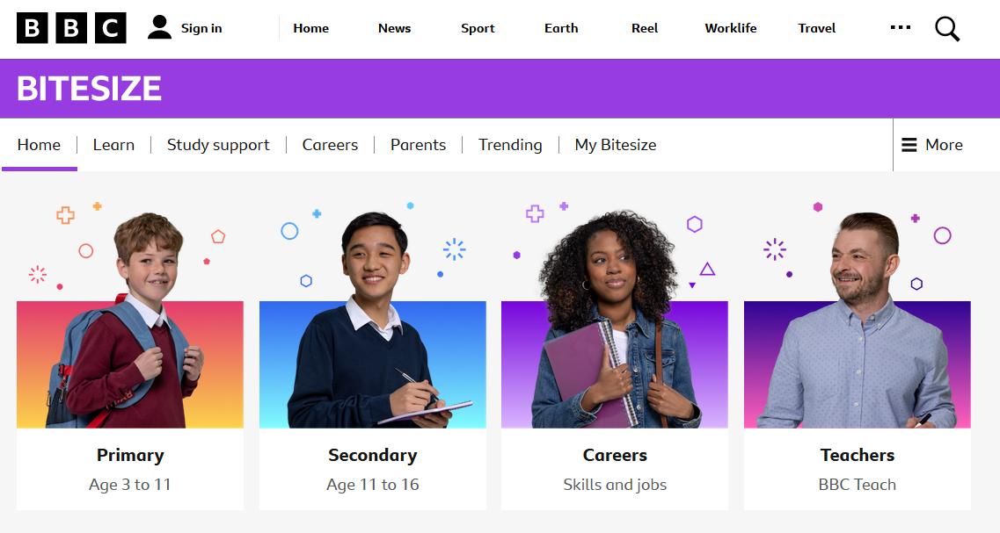 BBC Sign in Home News Sport Earth Reel Worklife Travel
BITESIZE
Home Learn Study support Careers Parents Trending My Bitesize More
Primary
Age 3 to 11
Secondary
Age 11 to 16
Careers
Skills and jobs
Teachers
BBC Teach